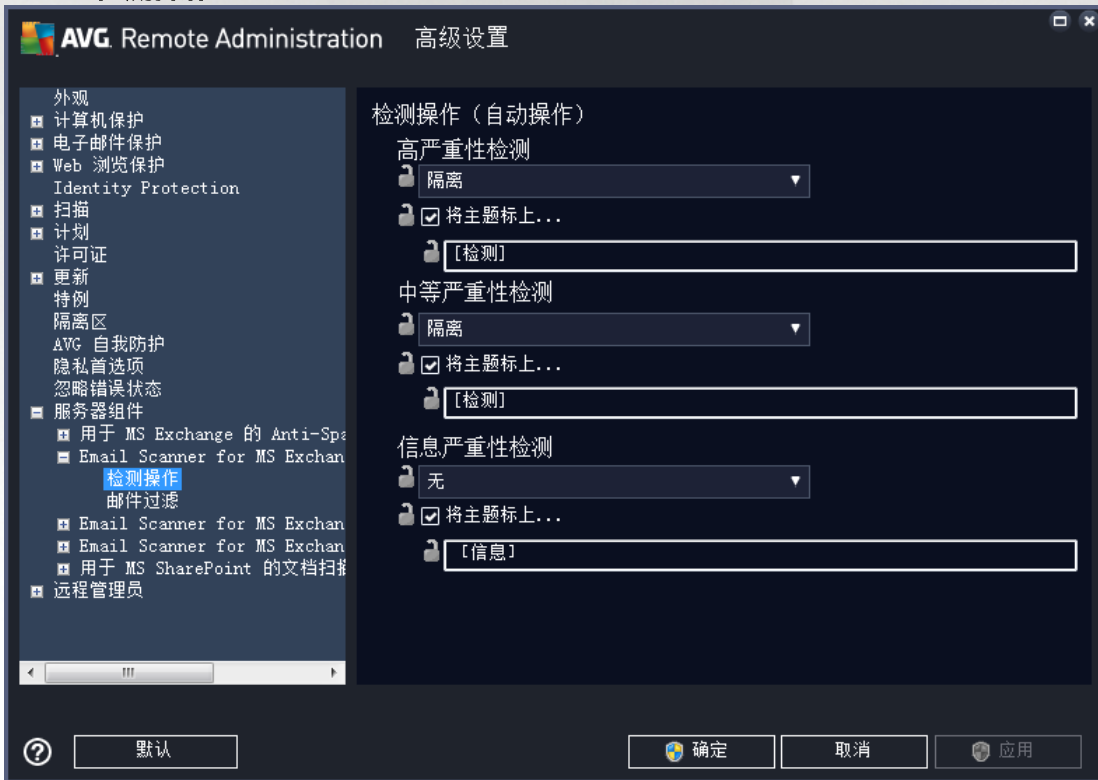 AVG. Remote Administration 高级设置
外观
计算机保护
电子邮件保护
Web 浏览保护
Identity Protection
扫描
计划
许可证
更新
特例
隔离区
AVG 自我防护
隐私首选项
忽略错误状态
服务器组件
用于 MS Exchange 的 Anti-Spa
Email Scanner for MS Exchan
检测操作
邮件过滤
Email Scanner for MS Exchan
Email Scanner for MS Exchan
用于 MS SharePoint 的文档扫描
远程管理员
检测操作（自动操作）
高严重性检测
隔离
将主题标上...
[检测]
中等严重性检测
隔离
将主题标上...
[检测]
信息严重性检测
无
将主题标上...
[信息]
默认
确定
取消
应用